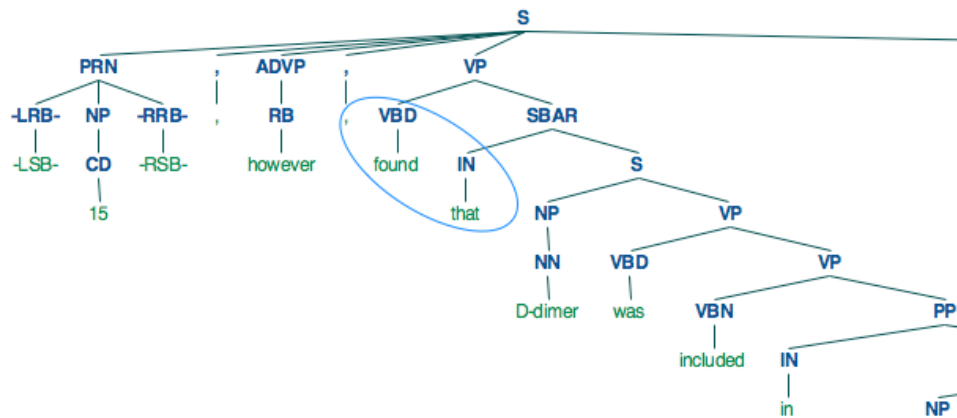 S
PRN , ADVP , VP
-LRB- NP -RRB- , RB , VBD SBAR
-LSB- CD -RSB- however found IN S
15 that NP VP
NN VBD VP
D-dimer was VBN PP
included IN
in NP